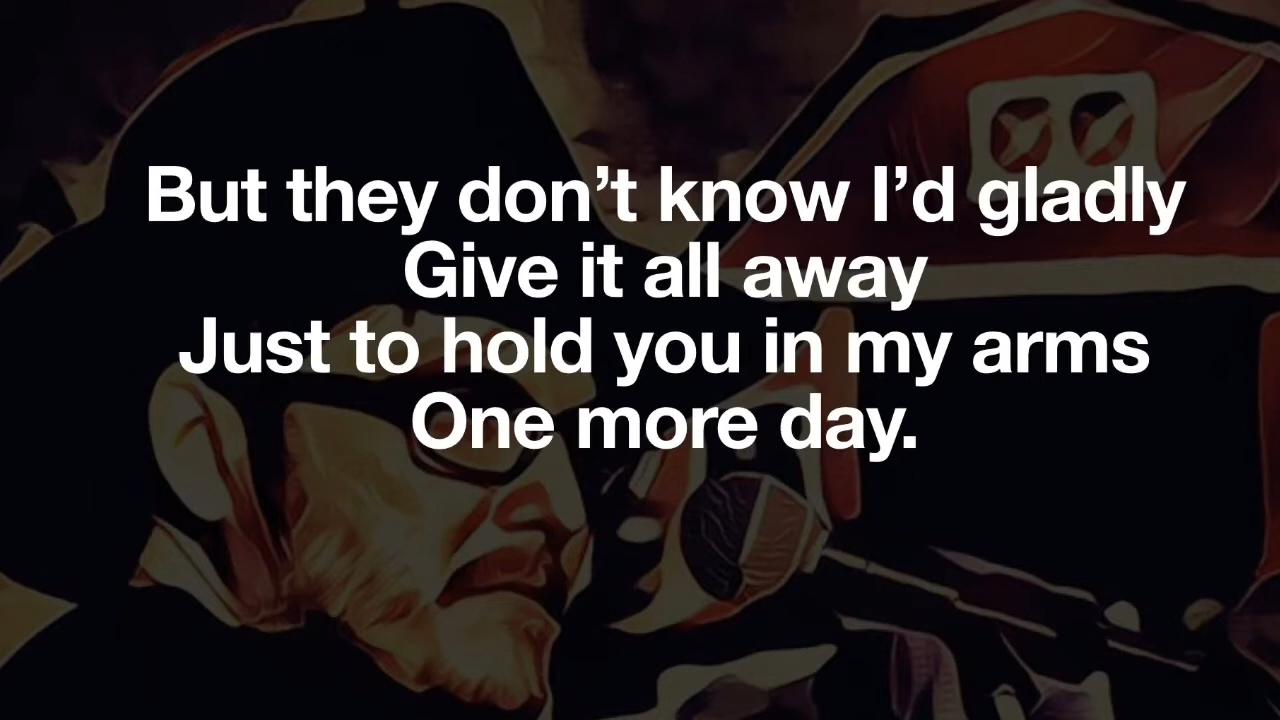 But they don’t know I’d gladly
Give it all away
Just to hold you in my arms
One more day.